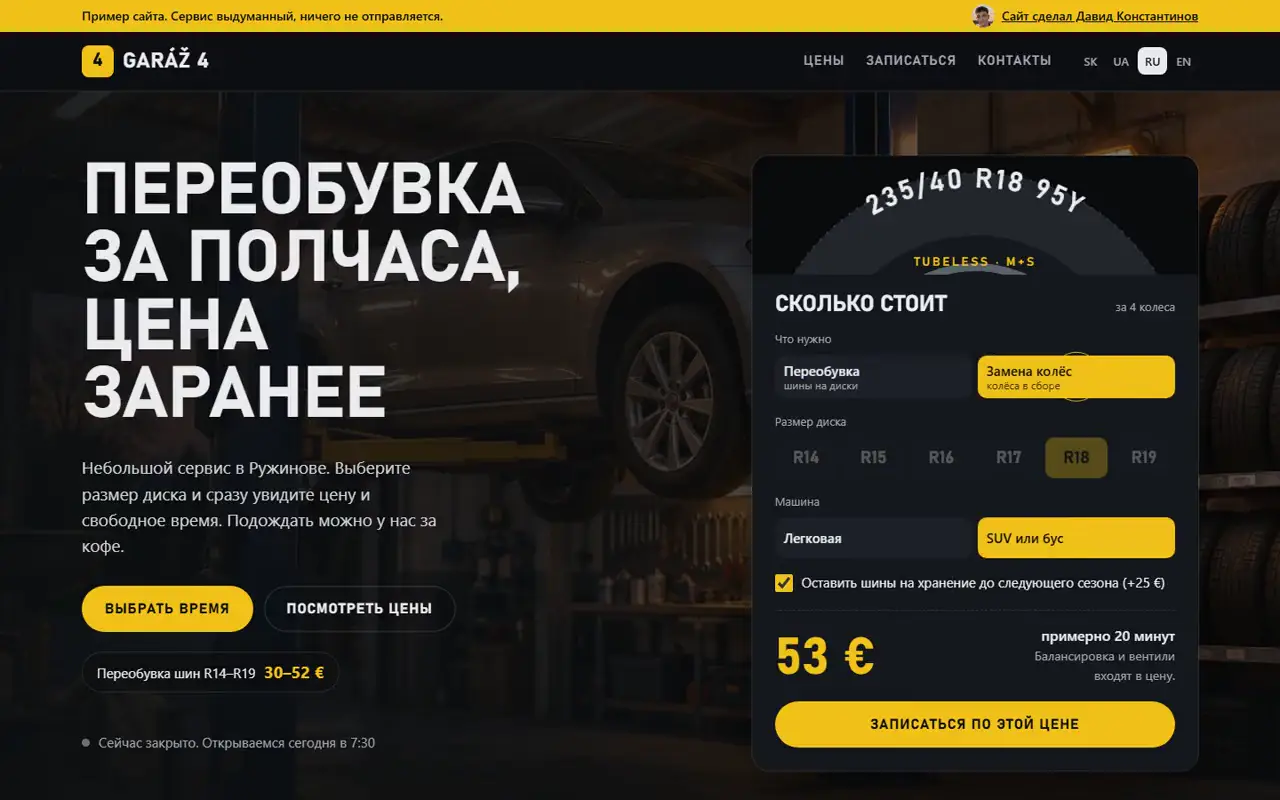 Пример сайта. Сервис выдуманный, ничего не отправляется.
Сайт сделал Давид Константинов
4 GARÁŽ 4
ЦЕНЫ ЗАПИСАТЬСЯ КОНТАКТЫ SK UA RU EN
ПЕРЕОБУВКА
ЗА ПОЛЧАСА,
ЦЕНА
ЗАРАНЕЕ
Небольшой сервис в Ружинове. Выберите
размер диска и сразу увидите цену и
свободное время. Подождать можно у нас за
кофе.
ВЫБРАТЬ ВРЕМЯ ПОСМОТРЕТЬ ЦЕНЫ
Переобувка шин R14–R19 30–52 €
Сейчас закрыто. Открываемся сегодня в 7:30
235/40 R18 95Y
TUBELESS · M+S
СКОЛЬКО СТОИТ за 4 колеса
Что нужно
Переобувка
шины на диски
Замена колёс
колёса в сборе
Размер диска
R14 R15 R16 R17 R18 R19
Машина
Легковая SUV или бус
Оставить шины на хранение до следующего сезона (+25 €)
53 €
примерно 20 минут
Балансировка и вентили
входят в цену.
ЗАПИСАТЬСЯ ПО ЭТОЙ ЦЕНЕ